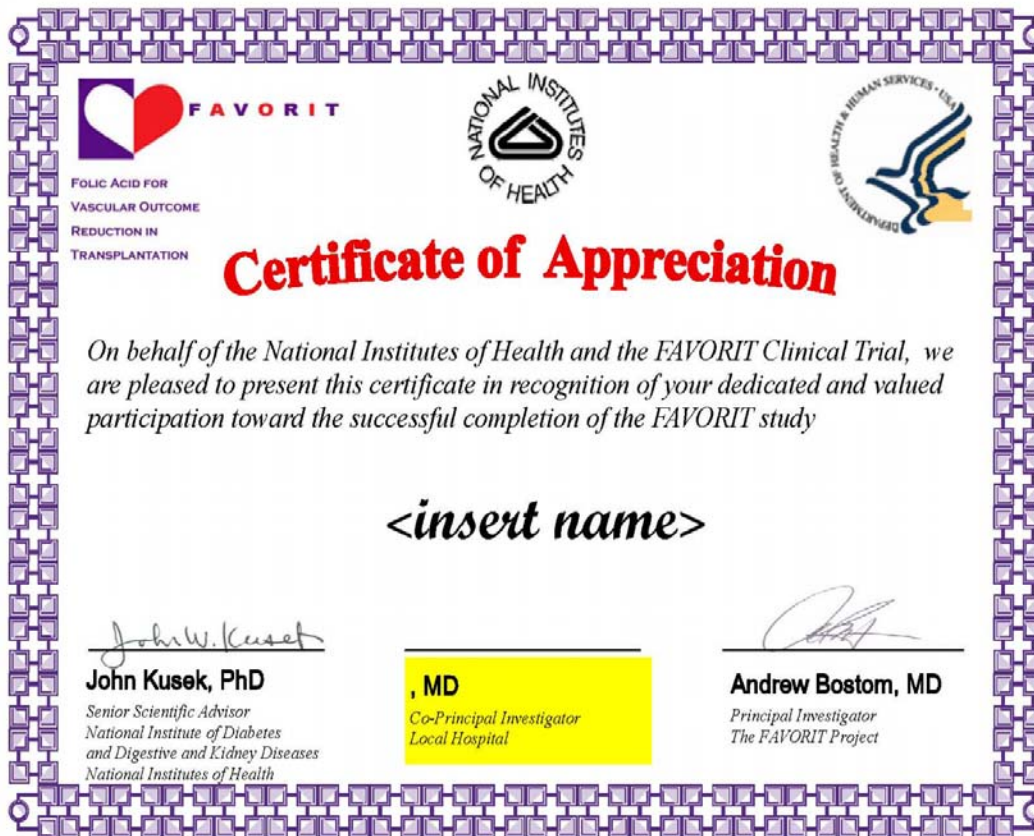 FAVORIT
FOLIC ACID FOR
VASCULAR OUTCOME
REDUCTION IN
TRANSPLANTATION
NATIONAL INSTITUTES
OF HEALTH
DEPARTMENT OF HEALTH & HUMAN SERVICES • USA
Certificate of Appreciation
On behalf of the National Institutes of Health and the FAVORIT Clinical Trial, we
are pleased to present this certificate in recognition of your dedicated and valued
participation toward the successful completion of the FAVORIT study
<insert name>
John W. Kusek
John Kusek, PhD
Senior Scientific Advisor
National Institute of Diabetes
and Digestive and Kidney Diseases
National Institutes of Health
, MD
Co-Principal Investigator
Local Hospital
Andrew Bostom, MD
Principal Investigator
The FAVORIT Project